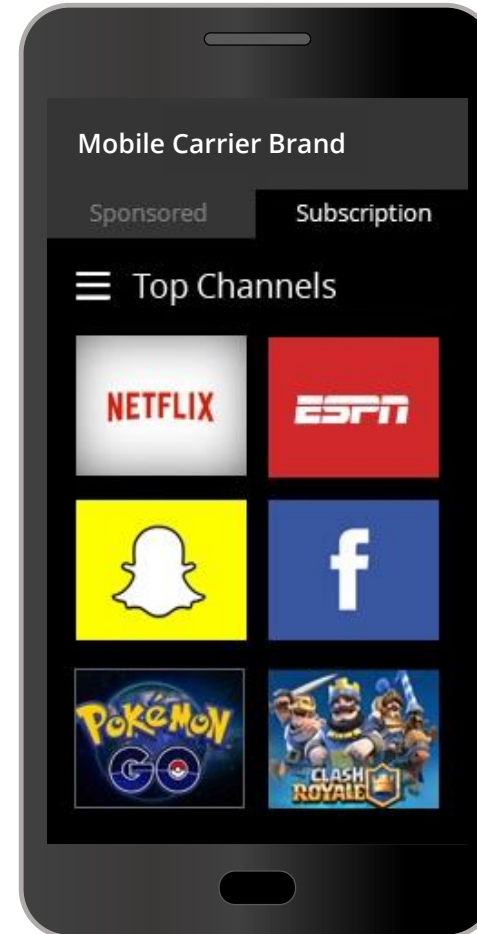 Mobile Carrier Brand
Sponsored Subscription
Top Channels
NETFLIX ESPN
f
POKéMON
GO
CLASH
ROYALE